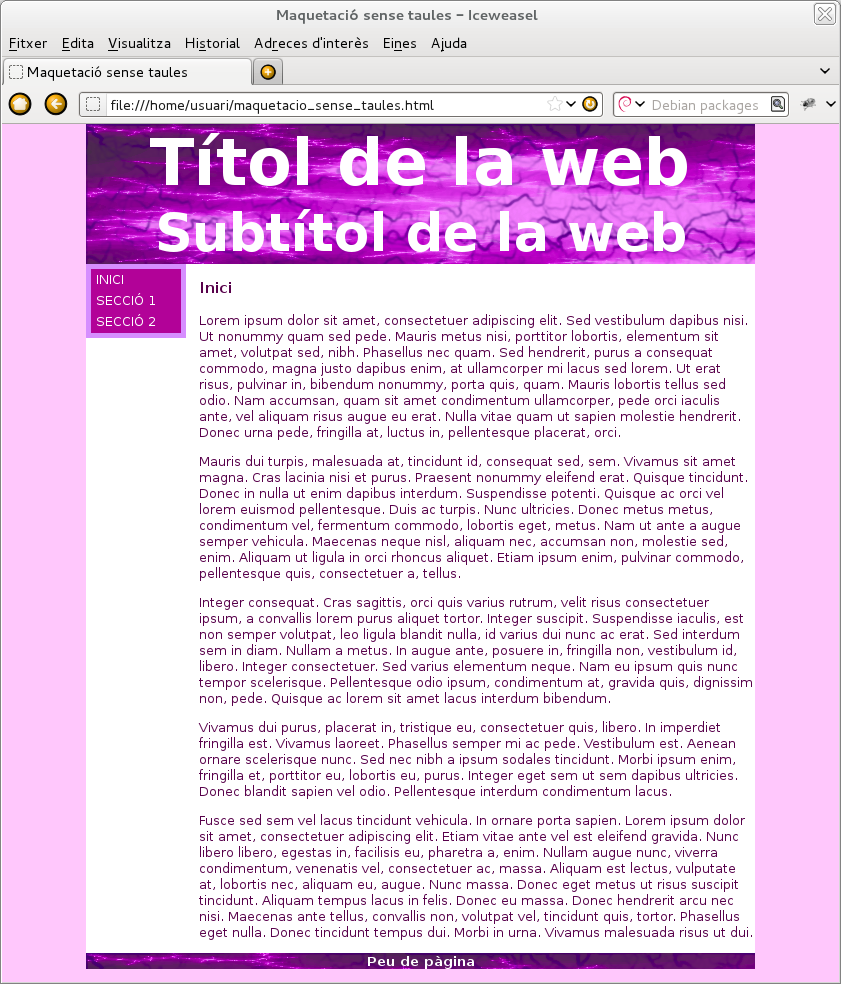 Maquetació sense taules - Iceweasel
Fitxer Edita Visualitza Historial Adreces d'interès Eines Ajuda
Maquetació sense taules
file:///home/usuari/maquetacio_sense_taules.html
Debian packages
Títol de la web
Subtítol de la web
INICI
SECCIÓ 1
SECCIÓ 2
Inici
Lorem ipsum dolor sit amet, consectetuer adipiscing elit. Sed vestibulum dapibus nisi.
Ut nonummy quam sed pede. Mauris metus nisi, porttitor lobortis, elementum sit
amet, volutpat sed, nibh. Phasellus nec quam. Sed hendrerit, purus a consequat
commodo, magna justo dapibus enim, at ullamcorper mi lacus sed lorem. Ut erat
risus, pulvinar in, bibendum nonummy, porta quis, quam. Mauris lobortis tellus sed
odio. Nam accumsan, quam sit amet condimentum ullamcorper, pede orci iaculis
ante, vel aliquam risus augue eu erat. Nulla vitae quam ut sapien molestie hendrerit.
Donec urna pede, fringilla at, luctus in, pellentesque placerat, orci.
Mauris dui turpis, malesuada at, tincidunt id, consequat sed, sem. Vivamus sit amet
magna. Cras lacinia nisi et purus. Praesent nonummy eleifend erat. Quisque tincidunt.
Donec in nulla ut enim dapibus interdum. Suspendisse potenti. Quisque ac orci vel
lorem euismod pellentesque. Duis ac turpis. Nunc ultricies. Donec metus metus,
condimentum vel, fermentum commodo, lobortis eget, metus. Nam ut ante a augue
semper vehicula. Maecenas neque nisl, aliquam nec, accumsan non, molestie sed,
enim. Aliquam ut ligula in orci rhoncus aliquet. Etiam ipsum enim, pulvinar commodo,
pellentesque quis, consectetuer a, tellus.
Integer consequat. Cras sagittis, orci quis varius rutrum, velit risus consectetuer
ipsum, a convallis lorem purus aliquet tortor. Integer suscipit. Suspendisse iaculis, est
non semper volutpat, leo ligula blandit nulla, id varius dui nunc ac erat. Sed interdum
sem in diam. Nullam a metus. In augue ante, posuere in, fringilla non, vestibulum id,
libero. Integer consectetuer. Sed varius elementum neque. Nam eu ipsum quis nunc
tempor scelerisque. Pellentesque odio ipsum, condimentum at, gravida quis, dignissim
non, pede. Quisque ac lorem sit amet lacus interdum bibendum.
Vivamus dui purus, placerat in, tristique eu, consectetuer quis, libero. In imperdiet
fringilla est. Vivamus laoreet. Phasellus semper mi ac pede. Vestibulum est. Aenean
ornare scelerisque nunc. Sed nec nibh a ipsum sodales tincidunt. Morbi ipsum enim,
fringilla et, porttitor eu, lobortis eu, purus. Integer eget sem ut sem dapibus ultricies.
Donec blandit sapien vel odio. Pellentesque interdum condimentum lacus.
Fusce sed sem vel lacus tincidunt vehicula. In ornare porta sapien. Lorem ipsum dolor
sit amet, consectetuer adipiscing elit. Etiam vitae ante vel est eleifend gravida. Nunc
libero libero, egestas in, facilisis eu, pharetra a, enim. Nullam augue nunc, viverra
condimentum, venenatis vel, consectetuer ac, massa. Aliquam est lectus, vulputate
at, lobortis nec, aliquam eu, augue. Nunc massa. Donec eget metus ut risus suscipit
tincidunt. Aliquam tempus lacus in felis. Donec eu massa. Donec hendrerit arcu nec
nisi. Maecenas ante tellus, convallis non, volutpat vel, tincidunt quis, tortor. Phasellus
eget nulla. Donec tincidunt tempus dui. Morbi in urna. Vivamus malesuada risus ut dui.
Peu de pàgina